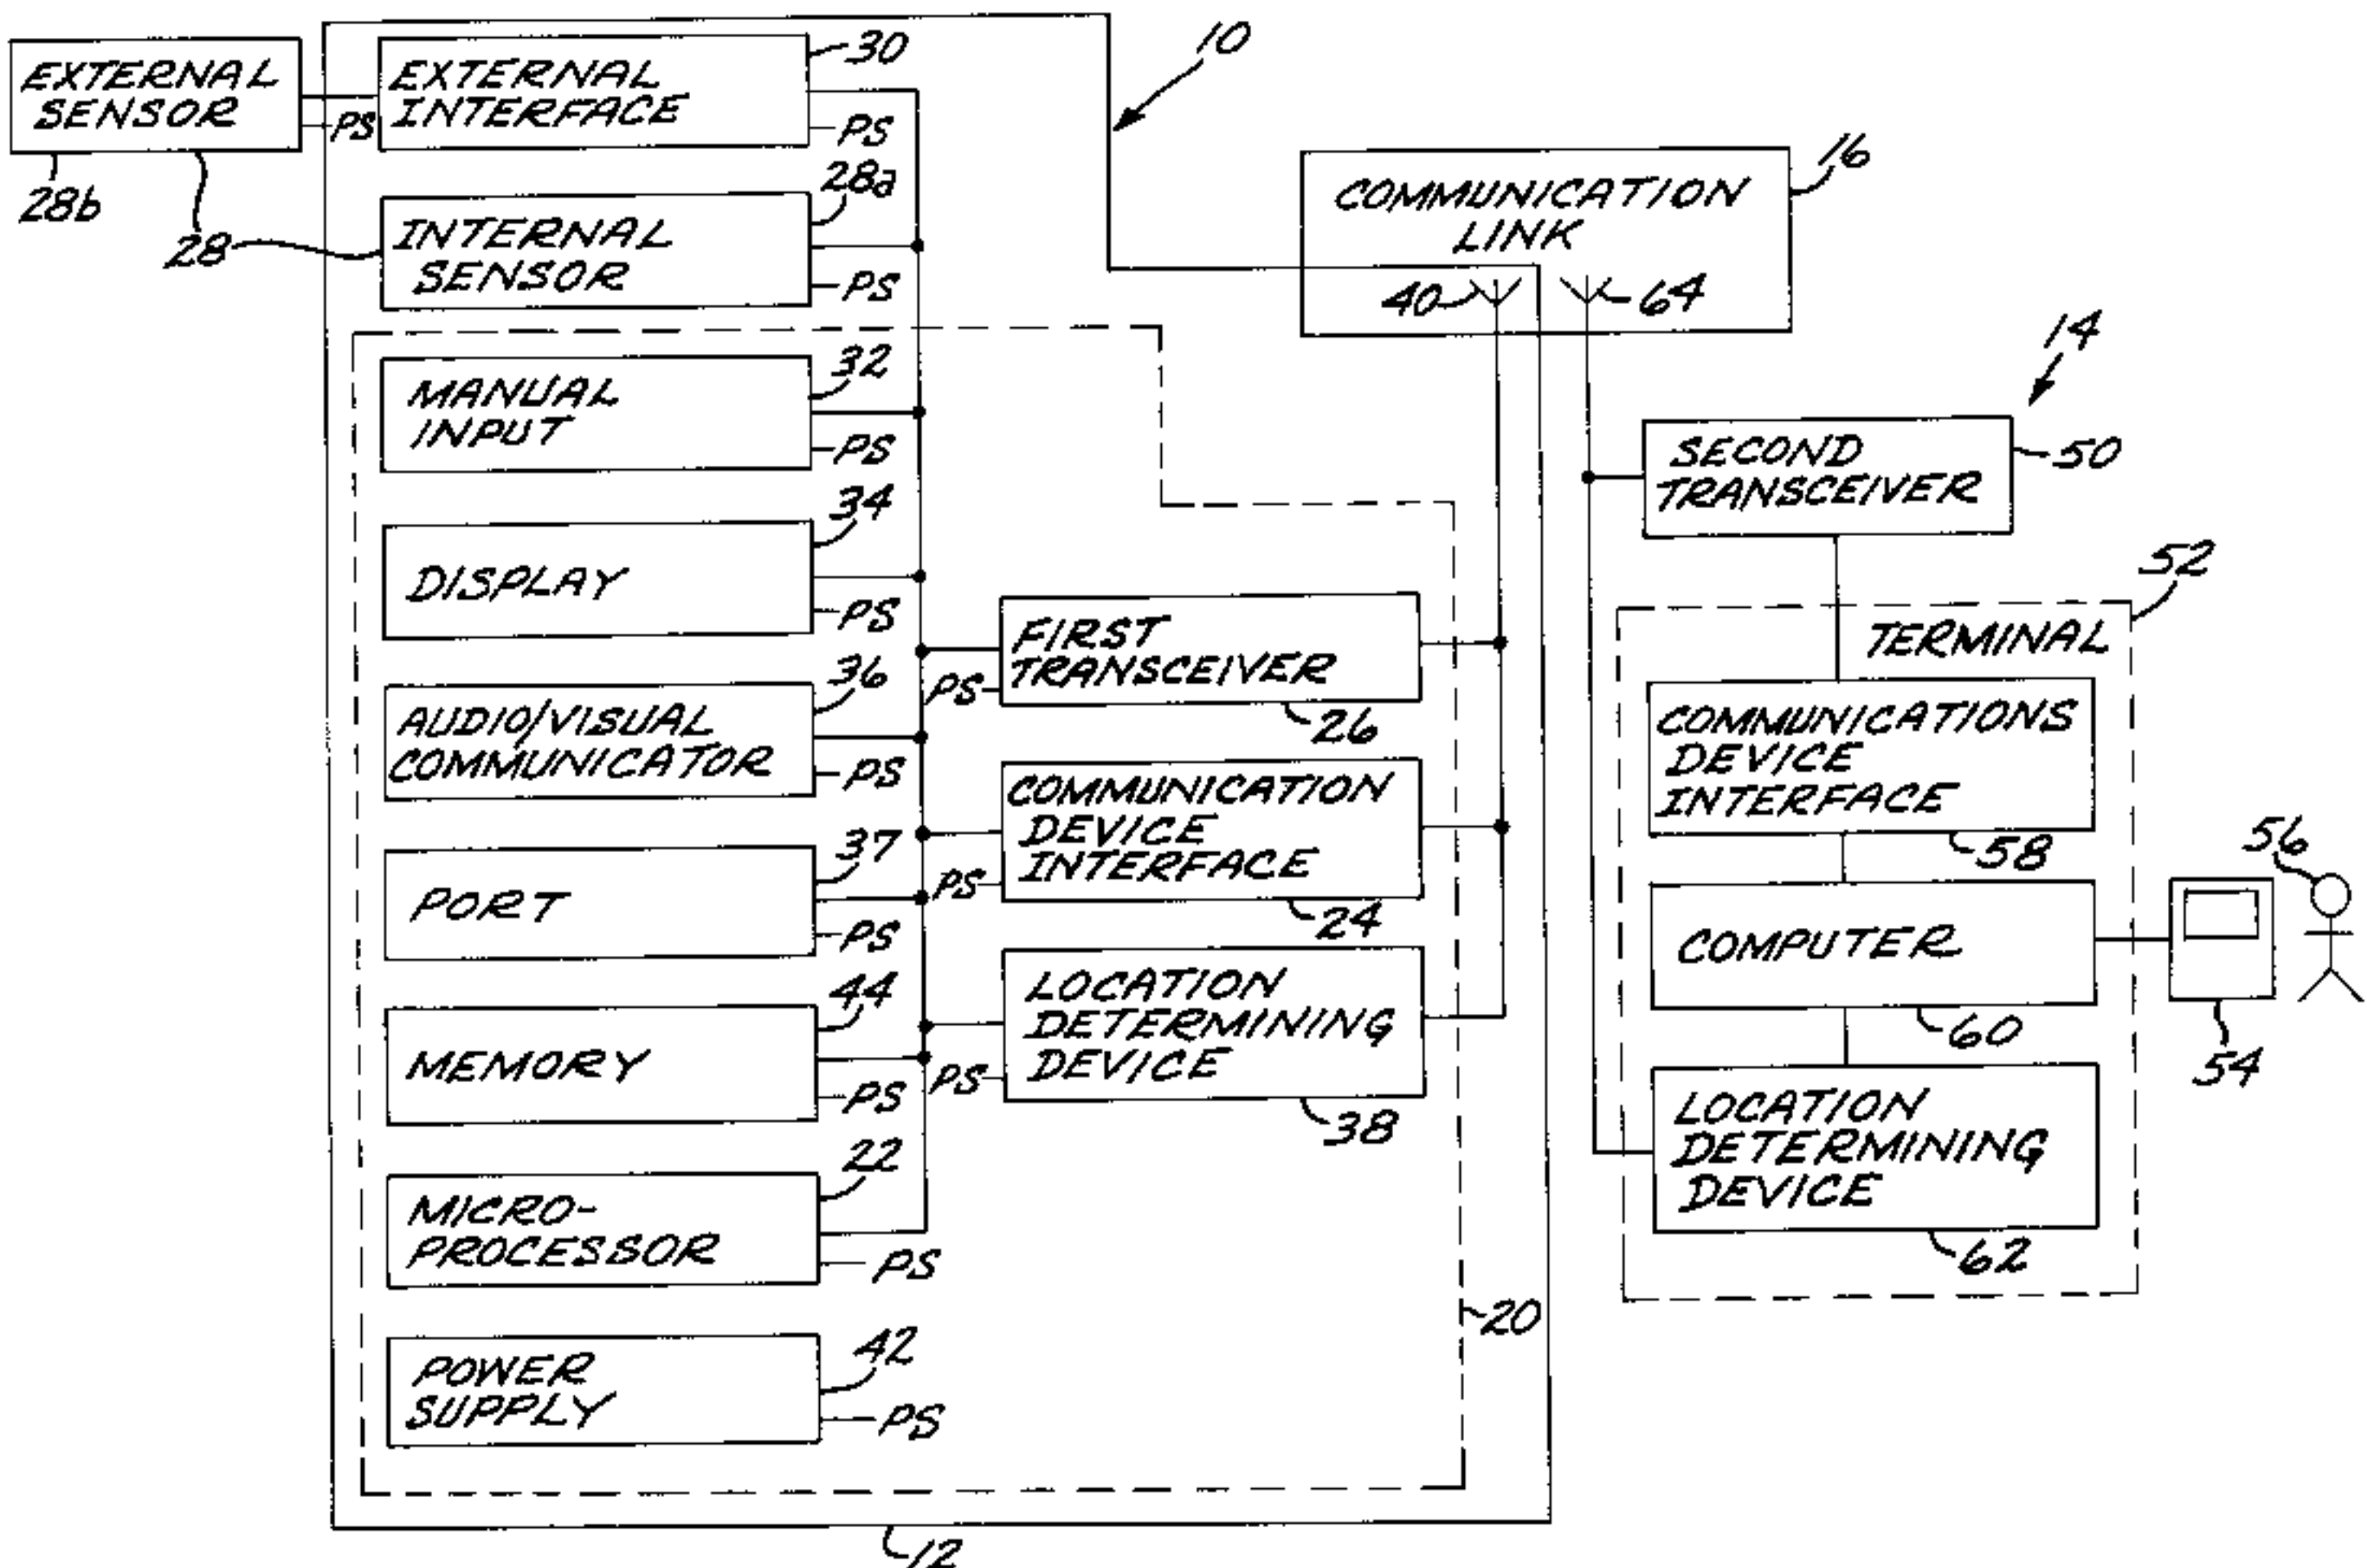 EXTERNAL
SENSOR
PS
28b
28
EXTERNAL
INTERFACE
30
PS
10
INTERNAL
SENSOR
28a
PS
MANUAL
INPUT
32
PS
DISPLAY
34
PS
AUDIO/VISUAL
COMMUNICATOR
36
PS
PORT
37
PS
MEMORY
44
PS
MICRO-
PROCESSOR
22
PS
POWER
SUPPLY
42
PS
FIRST
TRANSCEIVER
PS
26
COMMUNICATION
DEVICE
INTERFACE
PS
24
LOCATION
DETERMINING
DEVICE
PS
38
20
12
COMMUNICATION
LINK
16
40
64
14
SECOND
TRANSCEIVER
50
52
TERMINAL
COMMUNICATIONS
DEVICE
INTERFACE
58
COMPUTER
60
LOCATION
DETERMINING
DEVICE
62
56
54